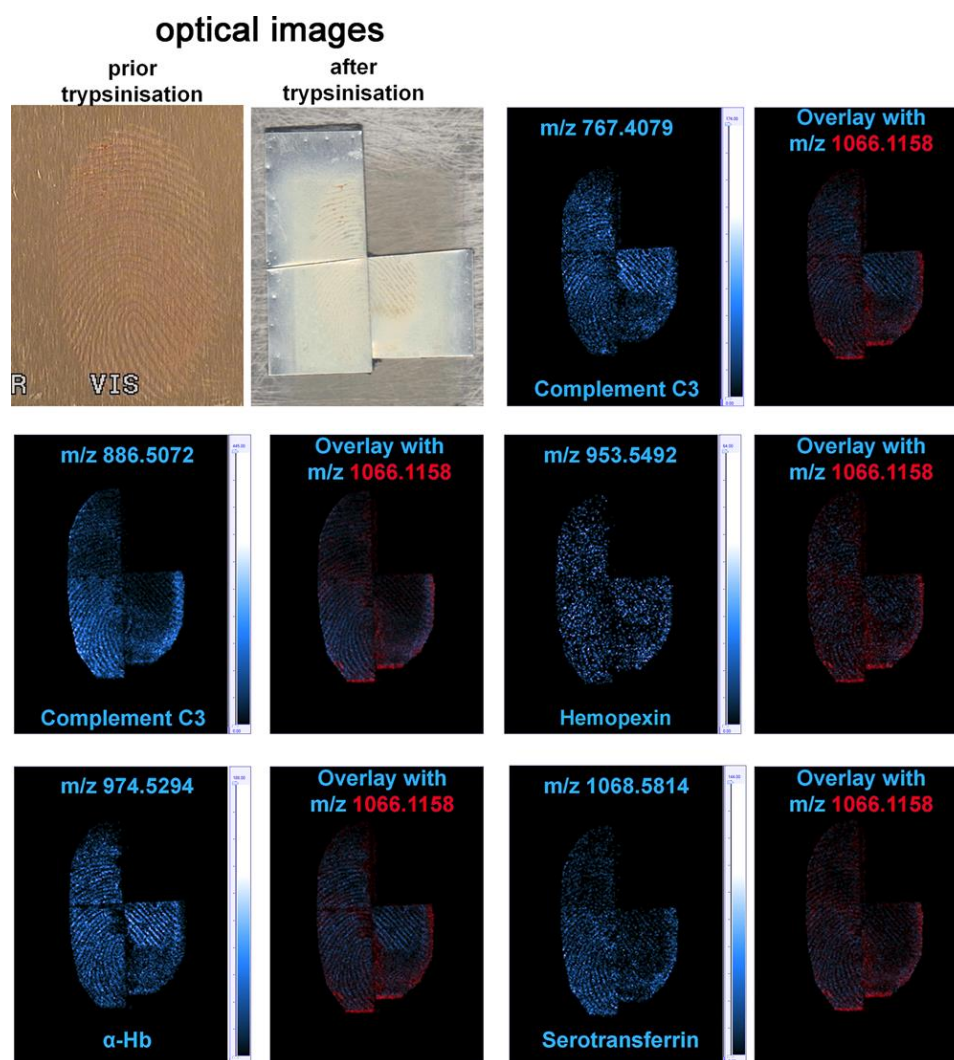 optical images
prior
trypsinisation
after
trypsinisation
R VIS
m/z 767.4079
Complement C3
Overlay with
m/z 1066.1158
m/z 886.5072
Complement C3
Overlay with
m/z 1066.1158
m/z 953.5492
Hemopexin
Overlay with
m/z 1066.1158
m/z 974.5294
α-Hb
Overlay with
m/z 1066.1158
m/z 1068.5814
Serotransferrin
Overlay with
m/z 1066.1158